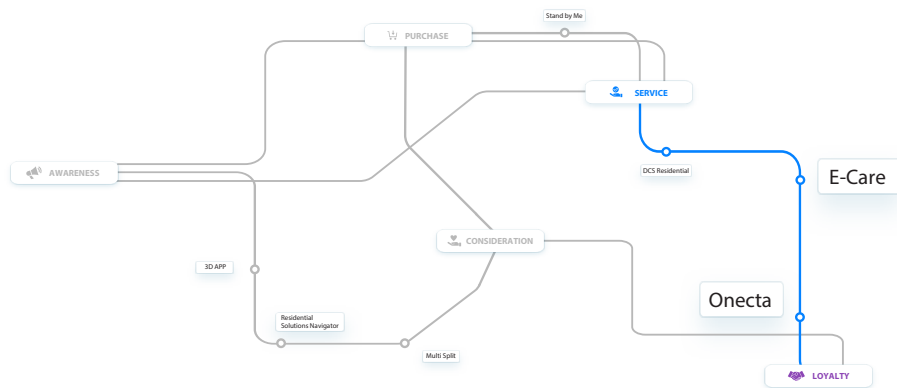 Stand by Me
PURCHASE
SERVICE
DCS Residential
AWARENESS
E-Care
CONSIDERATION
3D APP
Onecta
Residential
Solutions Navigator
Multi Split
LOYALTY